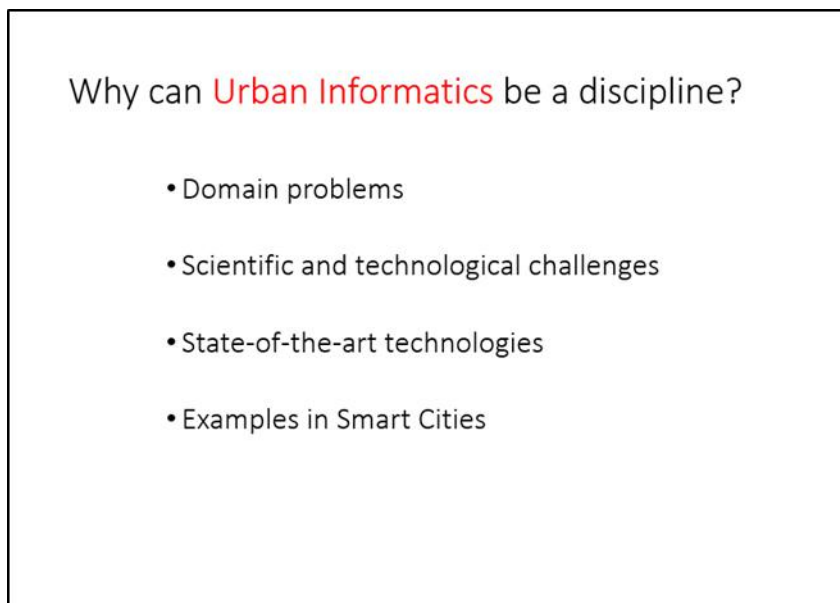 Why can Urban Informatics be a discipline?
• Domain problems
• Scientific and technological challenges
• State-of-the-art technologies
• Examples in Smart Cities